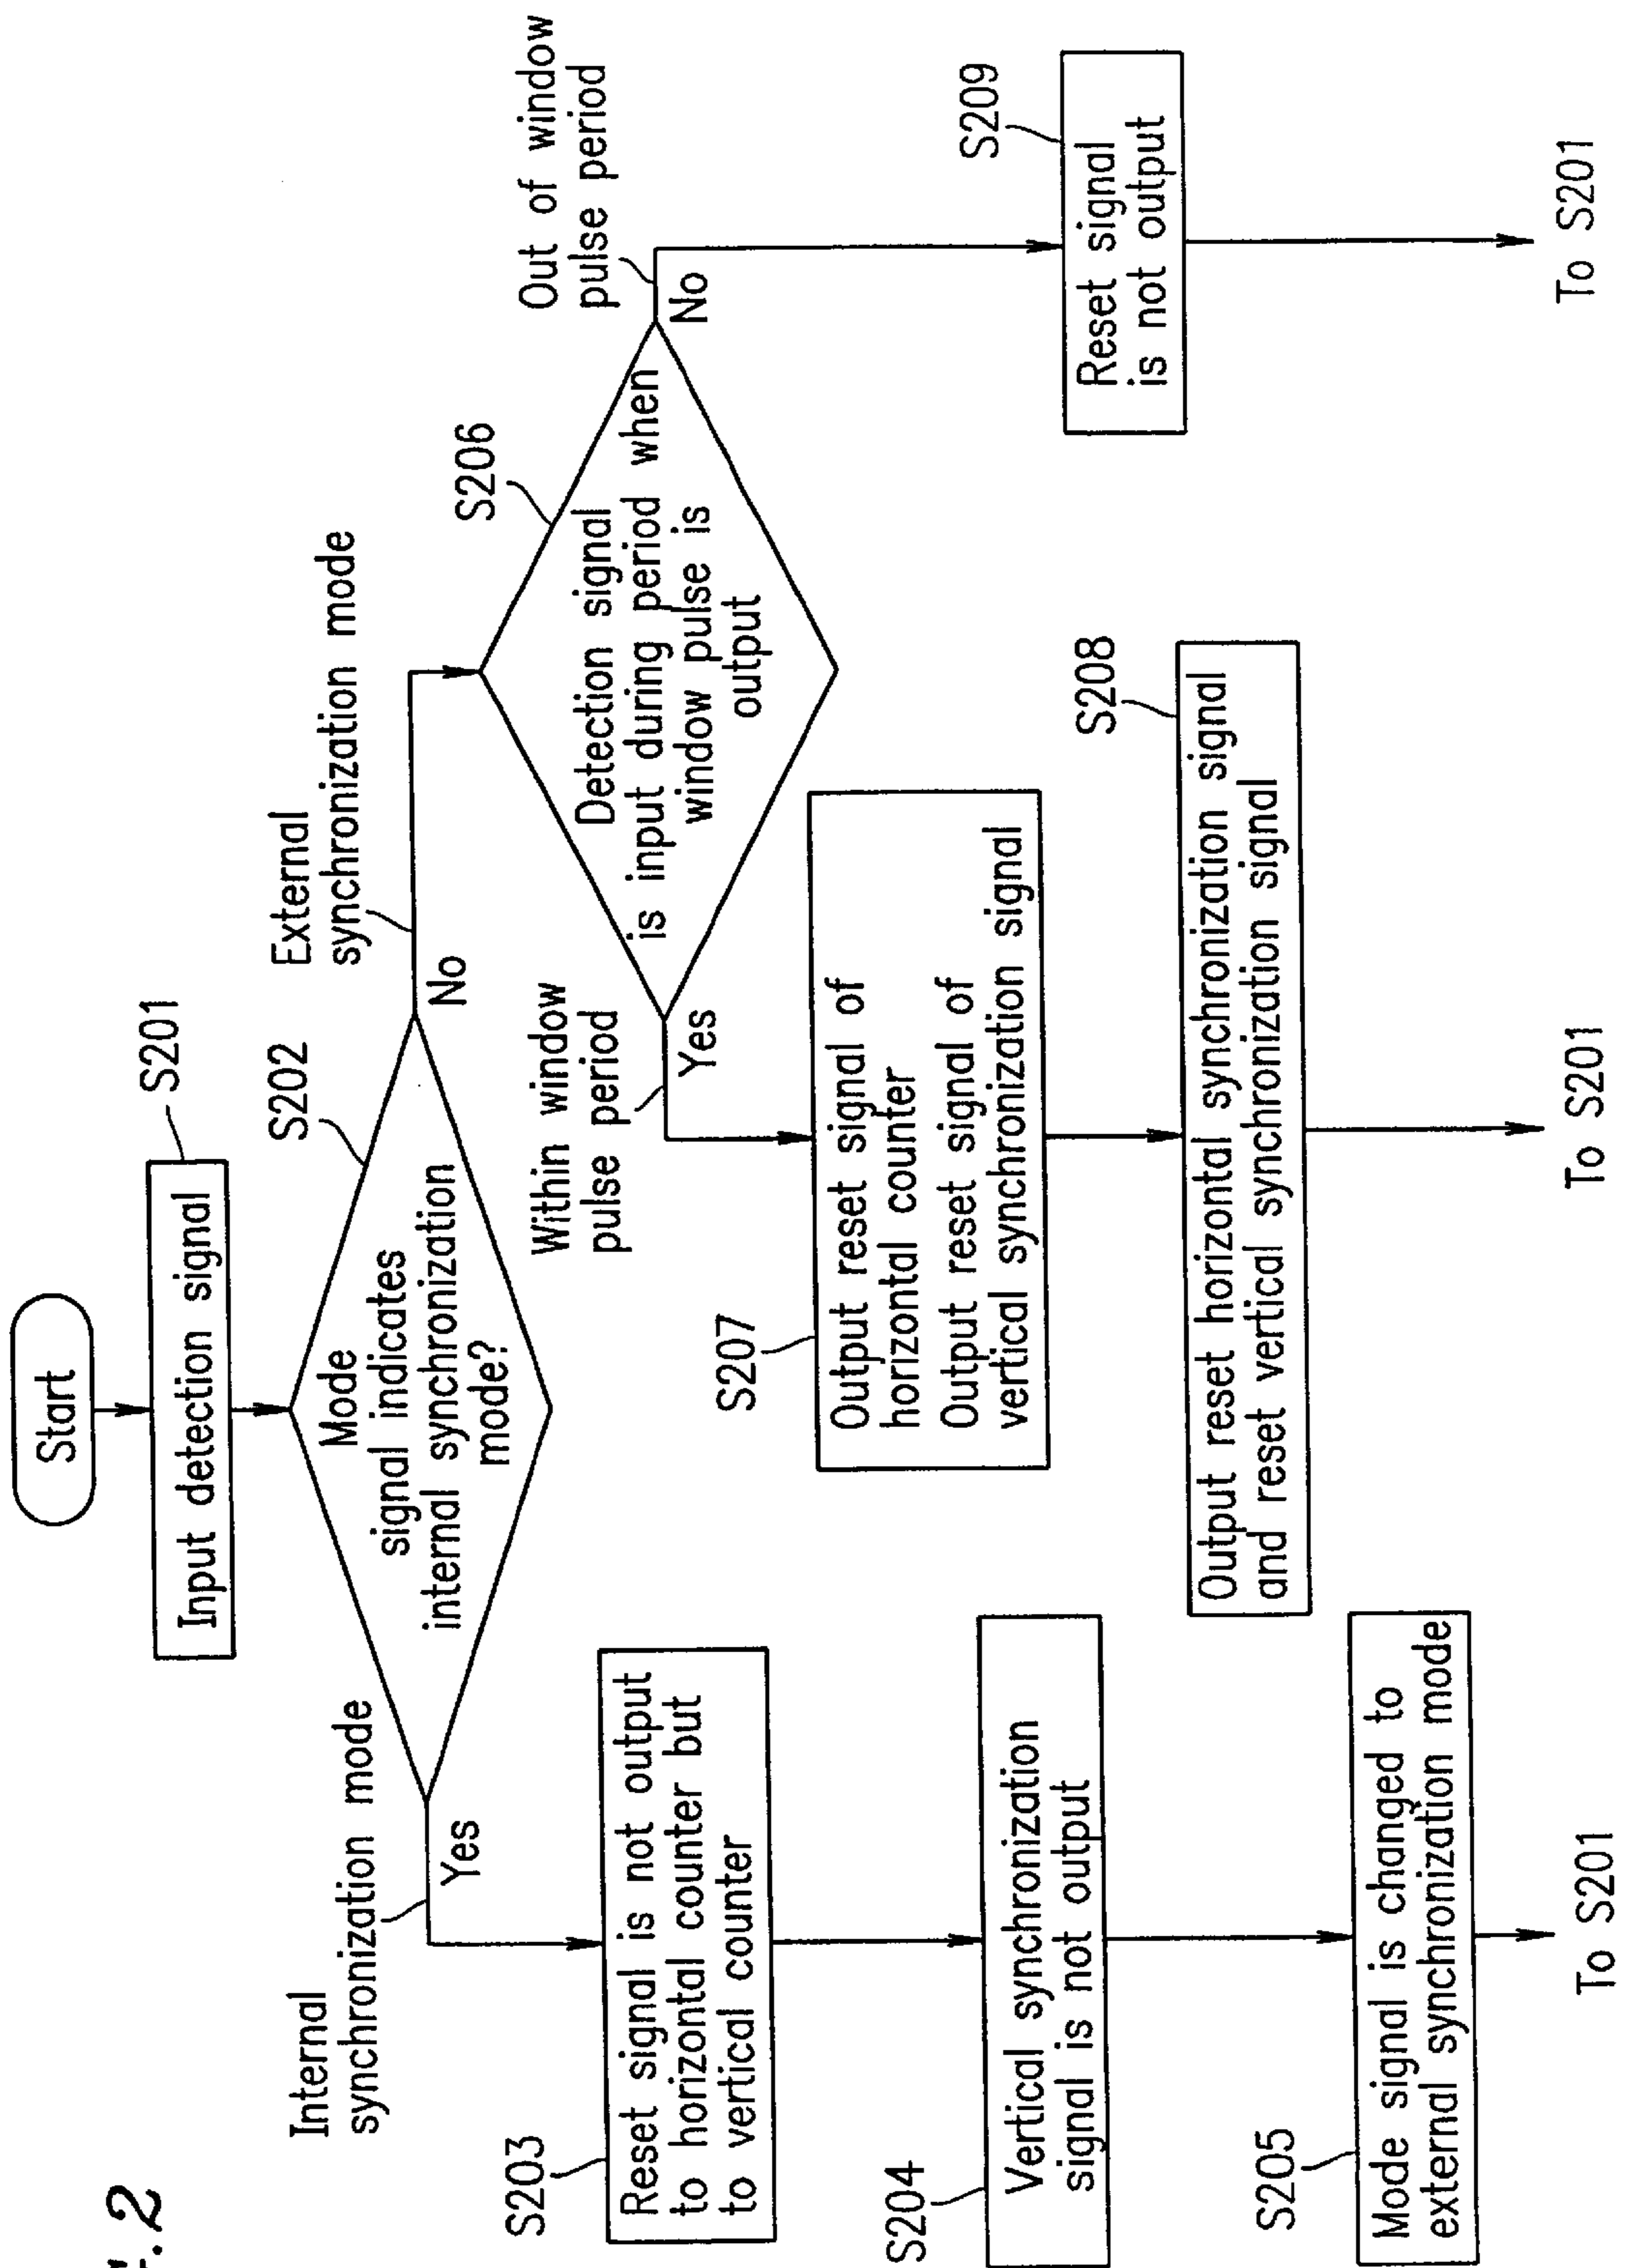 Start
Input detection signal
S201
S202
Mode
signal indicates
internal synchronization
mode?
Internal
synchronization mode
Yes
External
synchronization mode
No
S203
Reset signal is not output
to horizontal counter but
to vertical counter
S204
Vertical synchronization
signal is not output
S205
Mode signal is changed to
external synchronization mode
To S201
S206
Detection signal
is input during period when
window pulse is
output
Within window
pulse period
Yes
Out of window
pulse period
No
S207
Output reset signal of
horizontal counter
Output reset signal of
vertical synchronization signal
S208
Output reset horizontal synchronization signal
and reset vertical synchronization signal
To S201
S209
Reset signal
is not output
To S201
.2